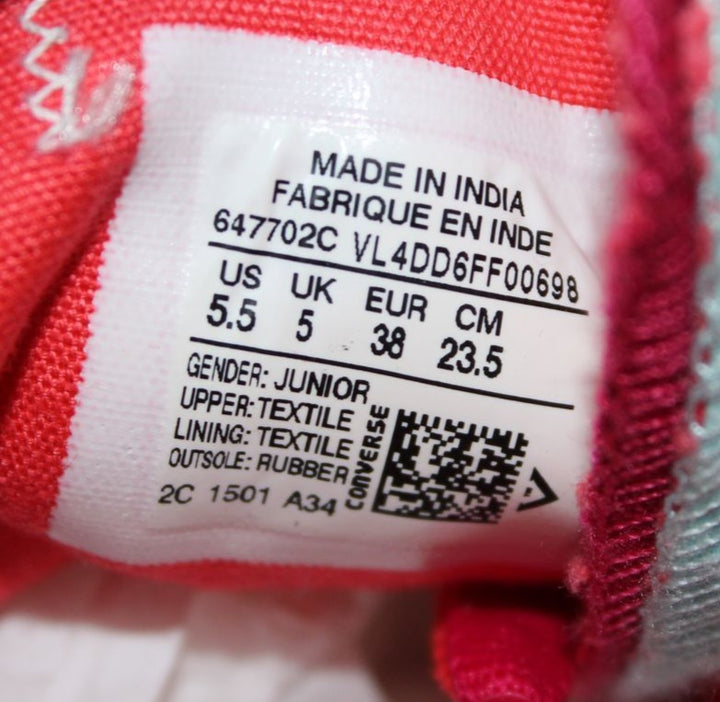 MADE IN INDIA
FABRIQUE EN INDE
647702C VL4DD6FF00698
US UK EUR CM
5.5 5 38 23.5
GENDER: JUNIOR
UPPER: TEXTILE
LINING: TEXTILE
OUTSOLE: RUBBER
2C 1501 A34
CONVERSE